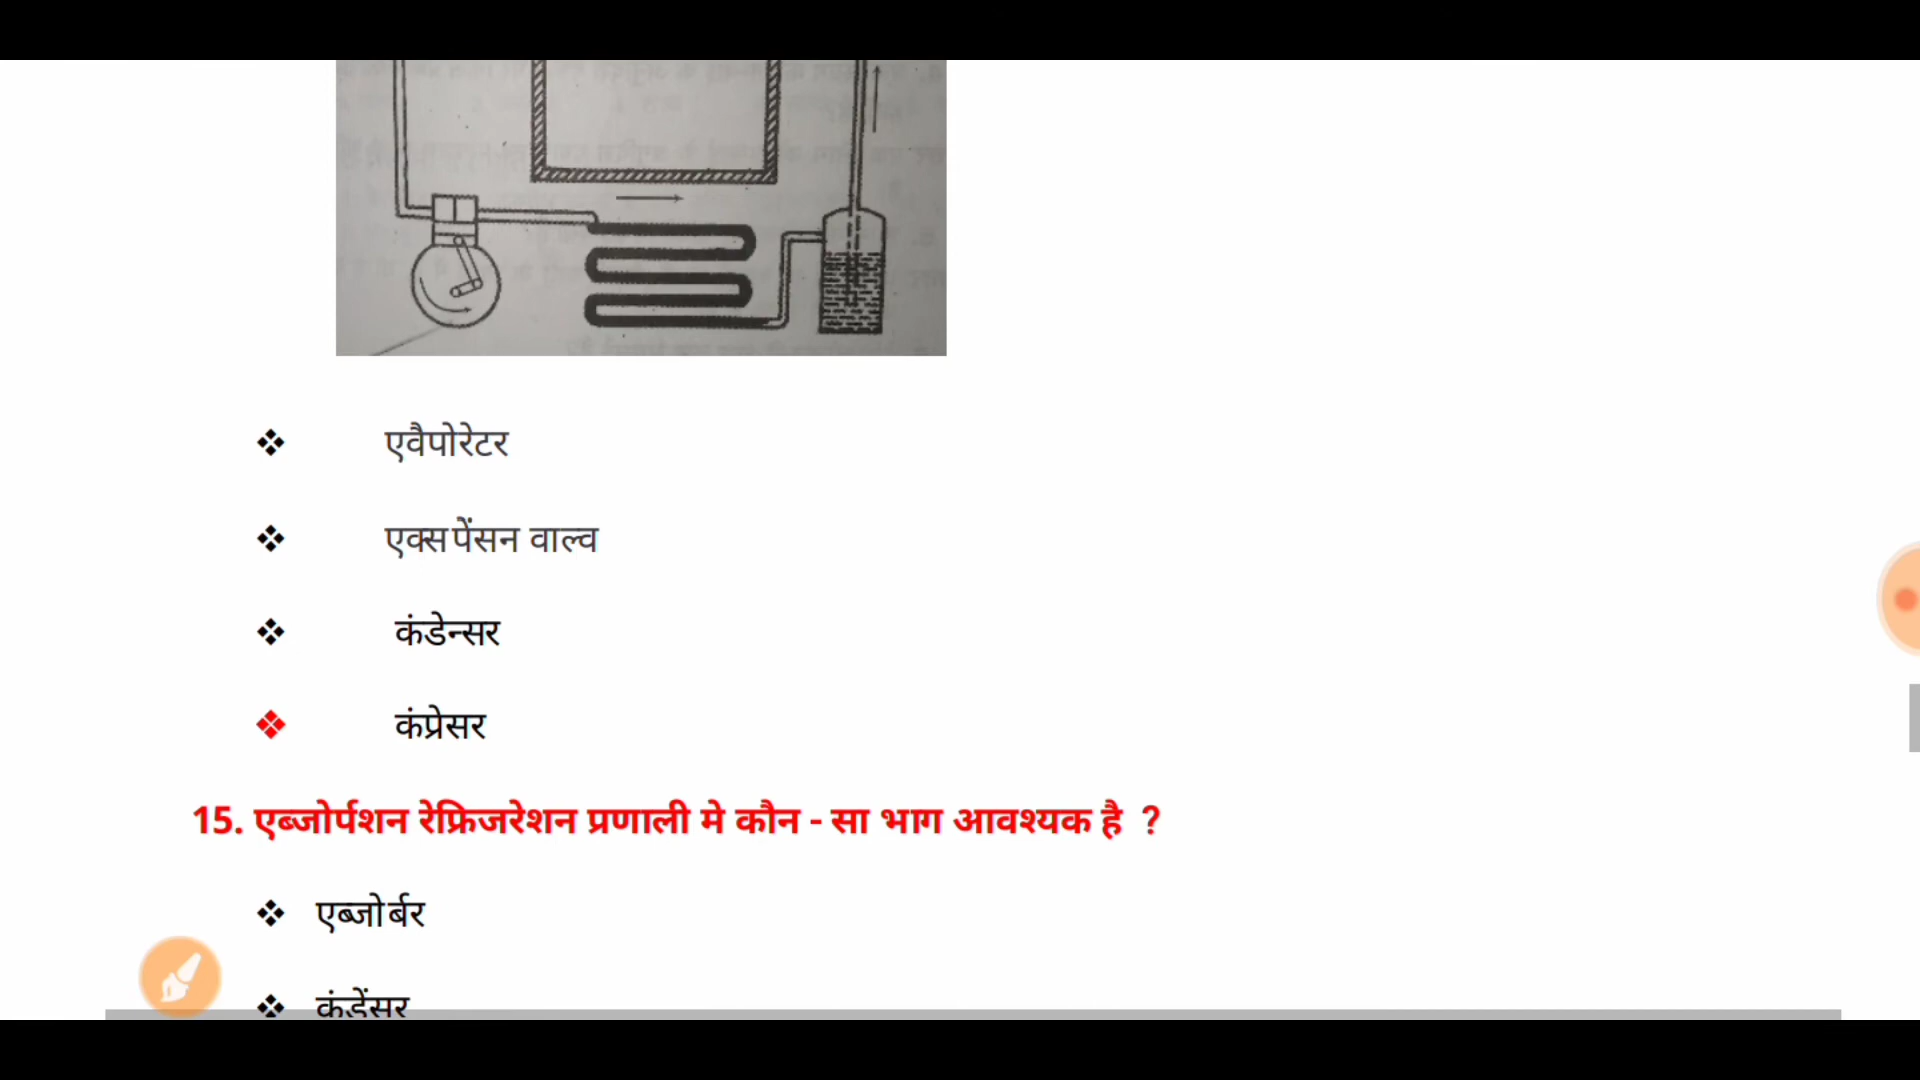 एवैपोरेटर
एक्सपेंसन वाल्व
कंडेन्सर
कंप्रेसर
15. एब्जोर्पशन रेफ्रिजरेशन प्रणाली मे कौन - सा भाग आवश्यक है ?
एब्जोर्बर
कंडेंसर